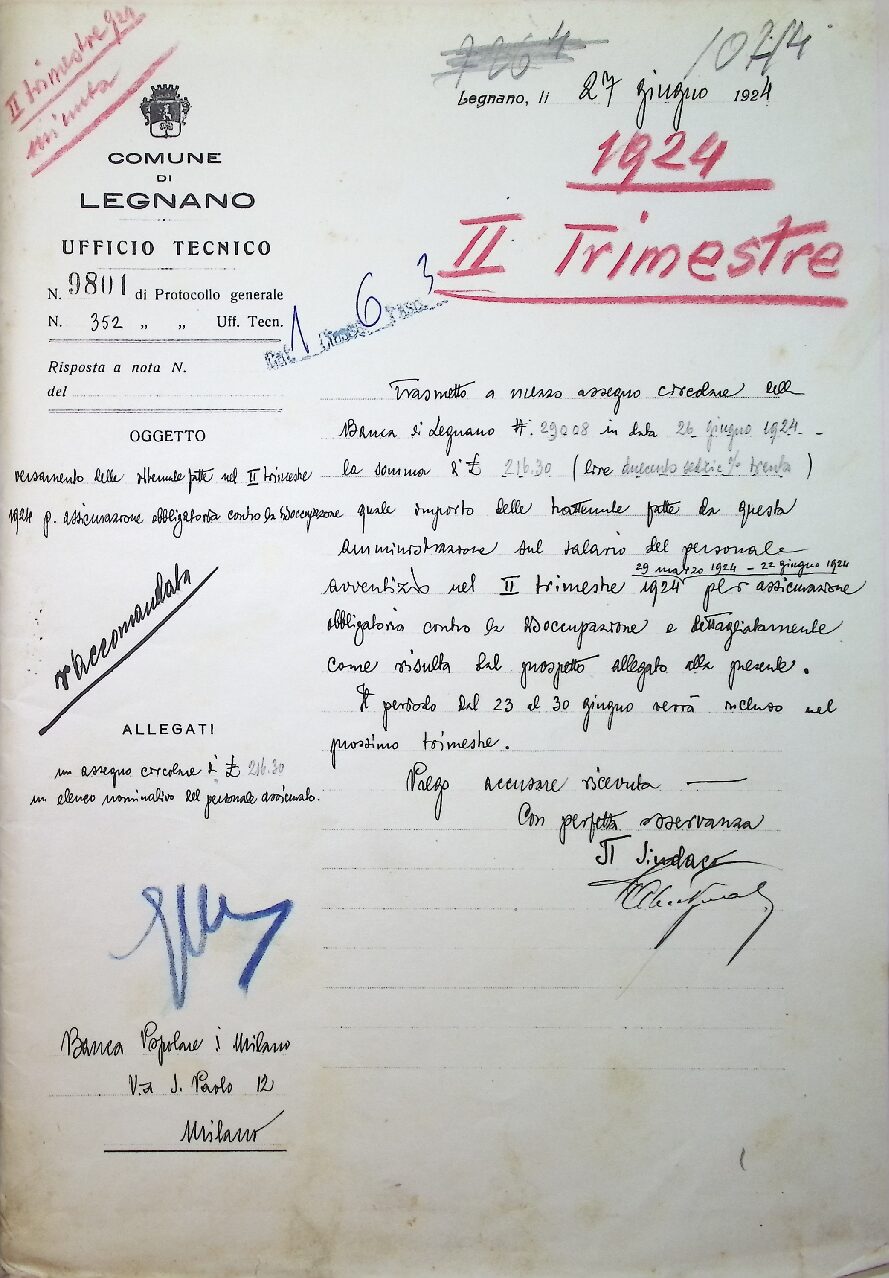 II trimestre 924
minuta
1074
Legnano, li 27 giugno 1924
1924
II Trimestre
COMUNE
DI
LEGNANO
UFFICIO TECNICO
N. 9801 di Protocollo generale
N. 352 „ „ Uff. Tecn.
1 6 3
Cat. Classe Fasc.
Risposta a nota N.
del
OGGETTO
versamento delle ritenute fatte nel II trimestre
1924 p. assicurazione obbligatoria contro la disoccupazione
raccomandata
ALLEGATI
un assegno circolare di £ 216.30
un elenco nominativo del personale assicurato.
Banca Popolare di Milano
Via S. Paolo 12
Milano
Trasmetto a mezzo assegno circolare della
Banca di Legnano #. 29008 in data 26 giugno 1924 -
la somma di £ 216.30 (lire duecento sedici % trenta)
quale importo delle trattenute fatte da questa
Amministrazione sul salario del personale
29 marzo 1924 - 22 giugno 1924
avventizio nel II trimestre 1924 per assicurazione
obbligatoria contro la disoccupazione e dettagliatamente
come risulta dal prospetto allegato alla presente.
Il periodo dal 23 al 30 giugno verrà incluso nel
prossimo trimestre.
Prego accusare ricevuta —
Con perfetta osservanza
Il Sindaco